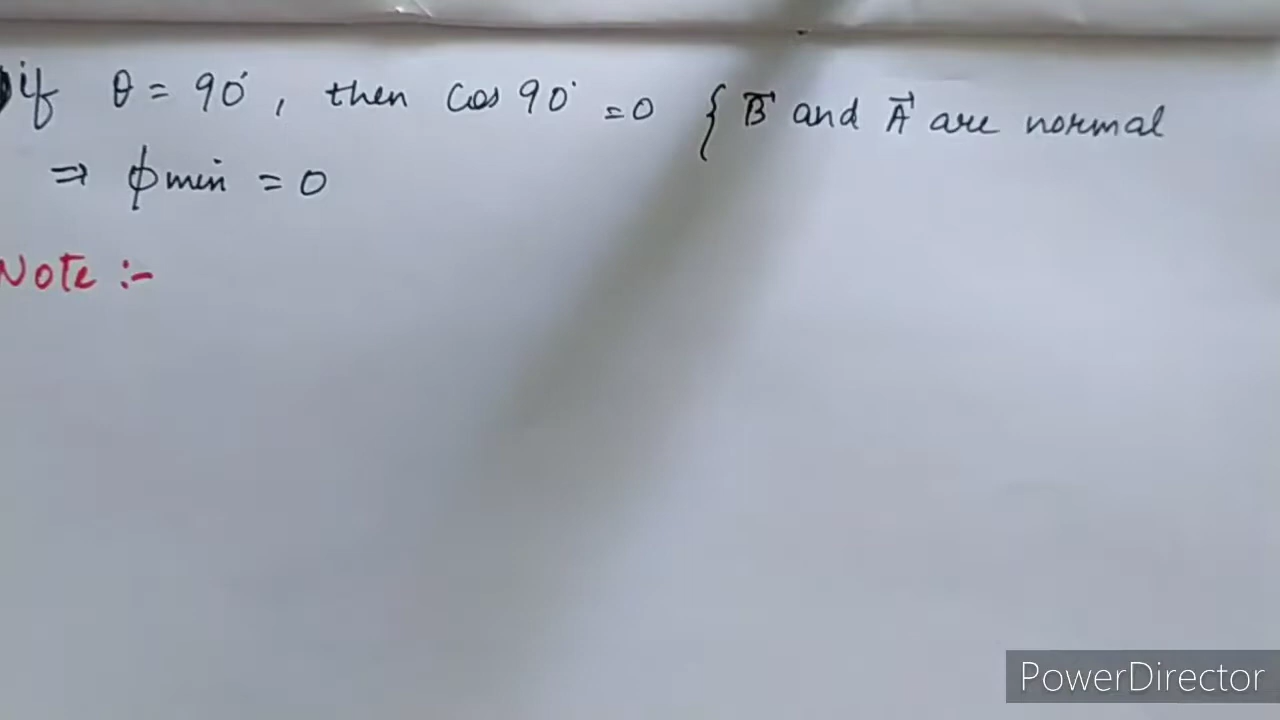 )if θ = 90°, then cos 90° = 0 { B⃗ and A⃗ are normal
⇒ ϕmin = 0
Note :-
PowerDirector